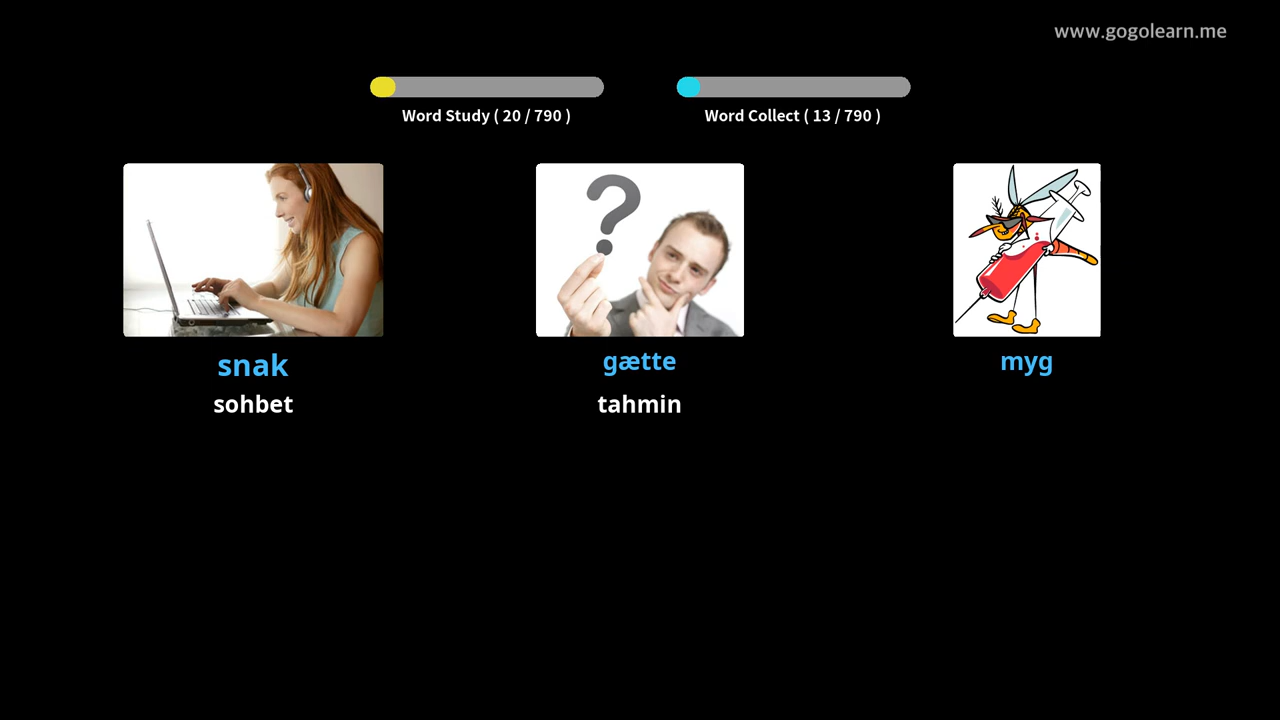 www.gogolearn.me
Word Study ( 20 / 790 )
Word Collect ( 13 / 790 )
snak
gætte
myg
sohbet
tahmin